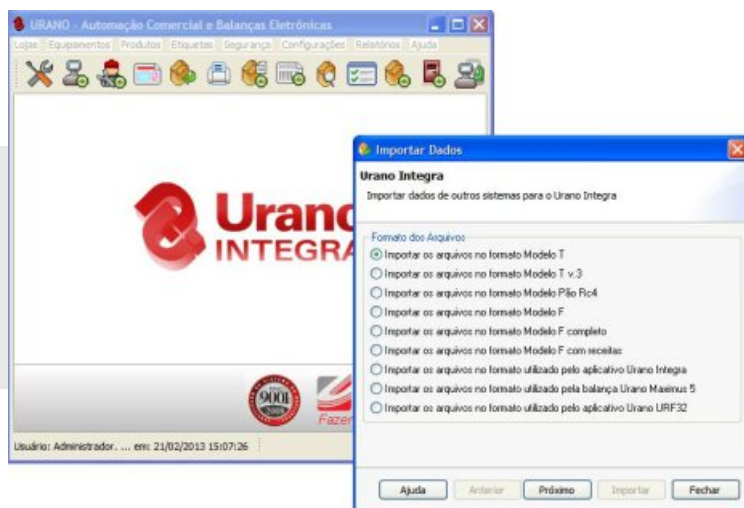 URANO - Automação Comercial e Balanças Eletrônicas
Lojas Equipamentos Produtos Etiquetas Segurança Configurações Relatórios Ajuda
Urano
INTEGRA
ISO
9001
2008
Fazer
Usuário: Administrador. ... em: 21/02/2013 15:07:26
Importar Dados
Urano Integra
Importar dados de outros sistemas para o Urano Integra
Formato dos Arquivos
Importar os arquivos no formato Modelo T
Importar os arquivos no formato Modelo T v.3
Importar os arquivos no formato Modelo Pão Rc4
Importar os arquivos no formato Modelo F
Importar os arquivos no formato Modelo F completo
Importar os arquivos no formato Modelo F com receitas
Importar os arquivos no formato utilizado pelo aplicativo Urano Integra
Importar os arquivos no formato utilizado pela balança Urano Maximus 5
Importar os arquivos no formato utilizado pelo aplicativo Urano URF32
Ajuda Anterior Próximo Importar Fechar